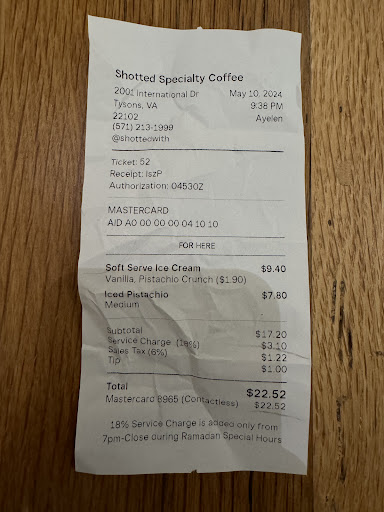 Shotted Specialty Coffee
2001 International Dr May 10, 2024
Tysons, VA 9:38 PM
22102 Ayelen
(571) 213-1999
@shottedwith
Ticket: 52
Receipt: IszP
Authorization: 04530Z
MASTERCARD
AID A0 00 00 00 04 10 10
FOR HERE
Soft Serve Ice Cream $9.40
Vanilla, Pistachio Crunch ($1.90)
Iced Pistachio $7.80
Medium
Subtotal $17.20
Service Charge (18%) $3.10
Sales Tax (6%) $1.22
Tip $1.00
Total $22.52
Mastercard 8965 (Contactless) $22.52
18% Service Charge is added only from
7pm-Close during Ramadan Special Hours